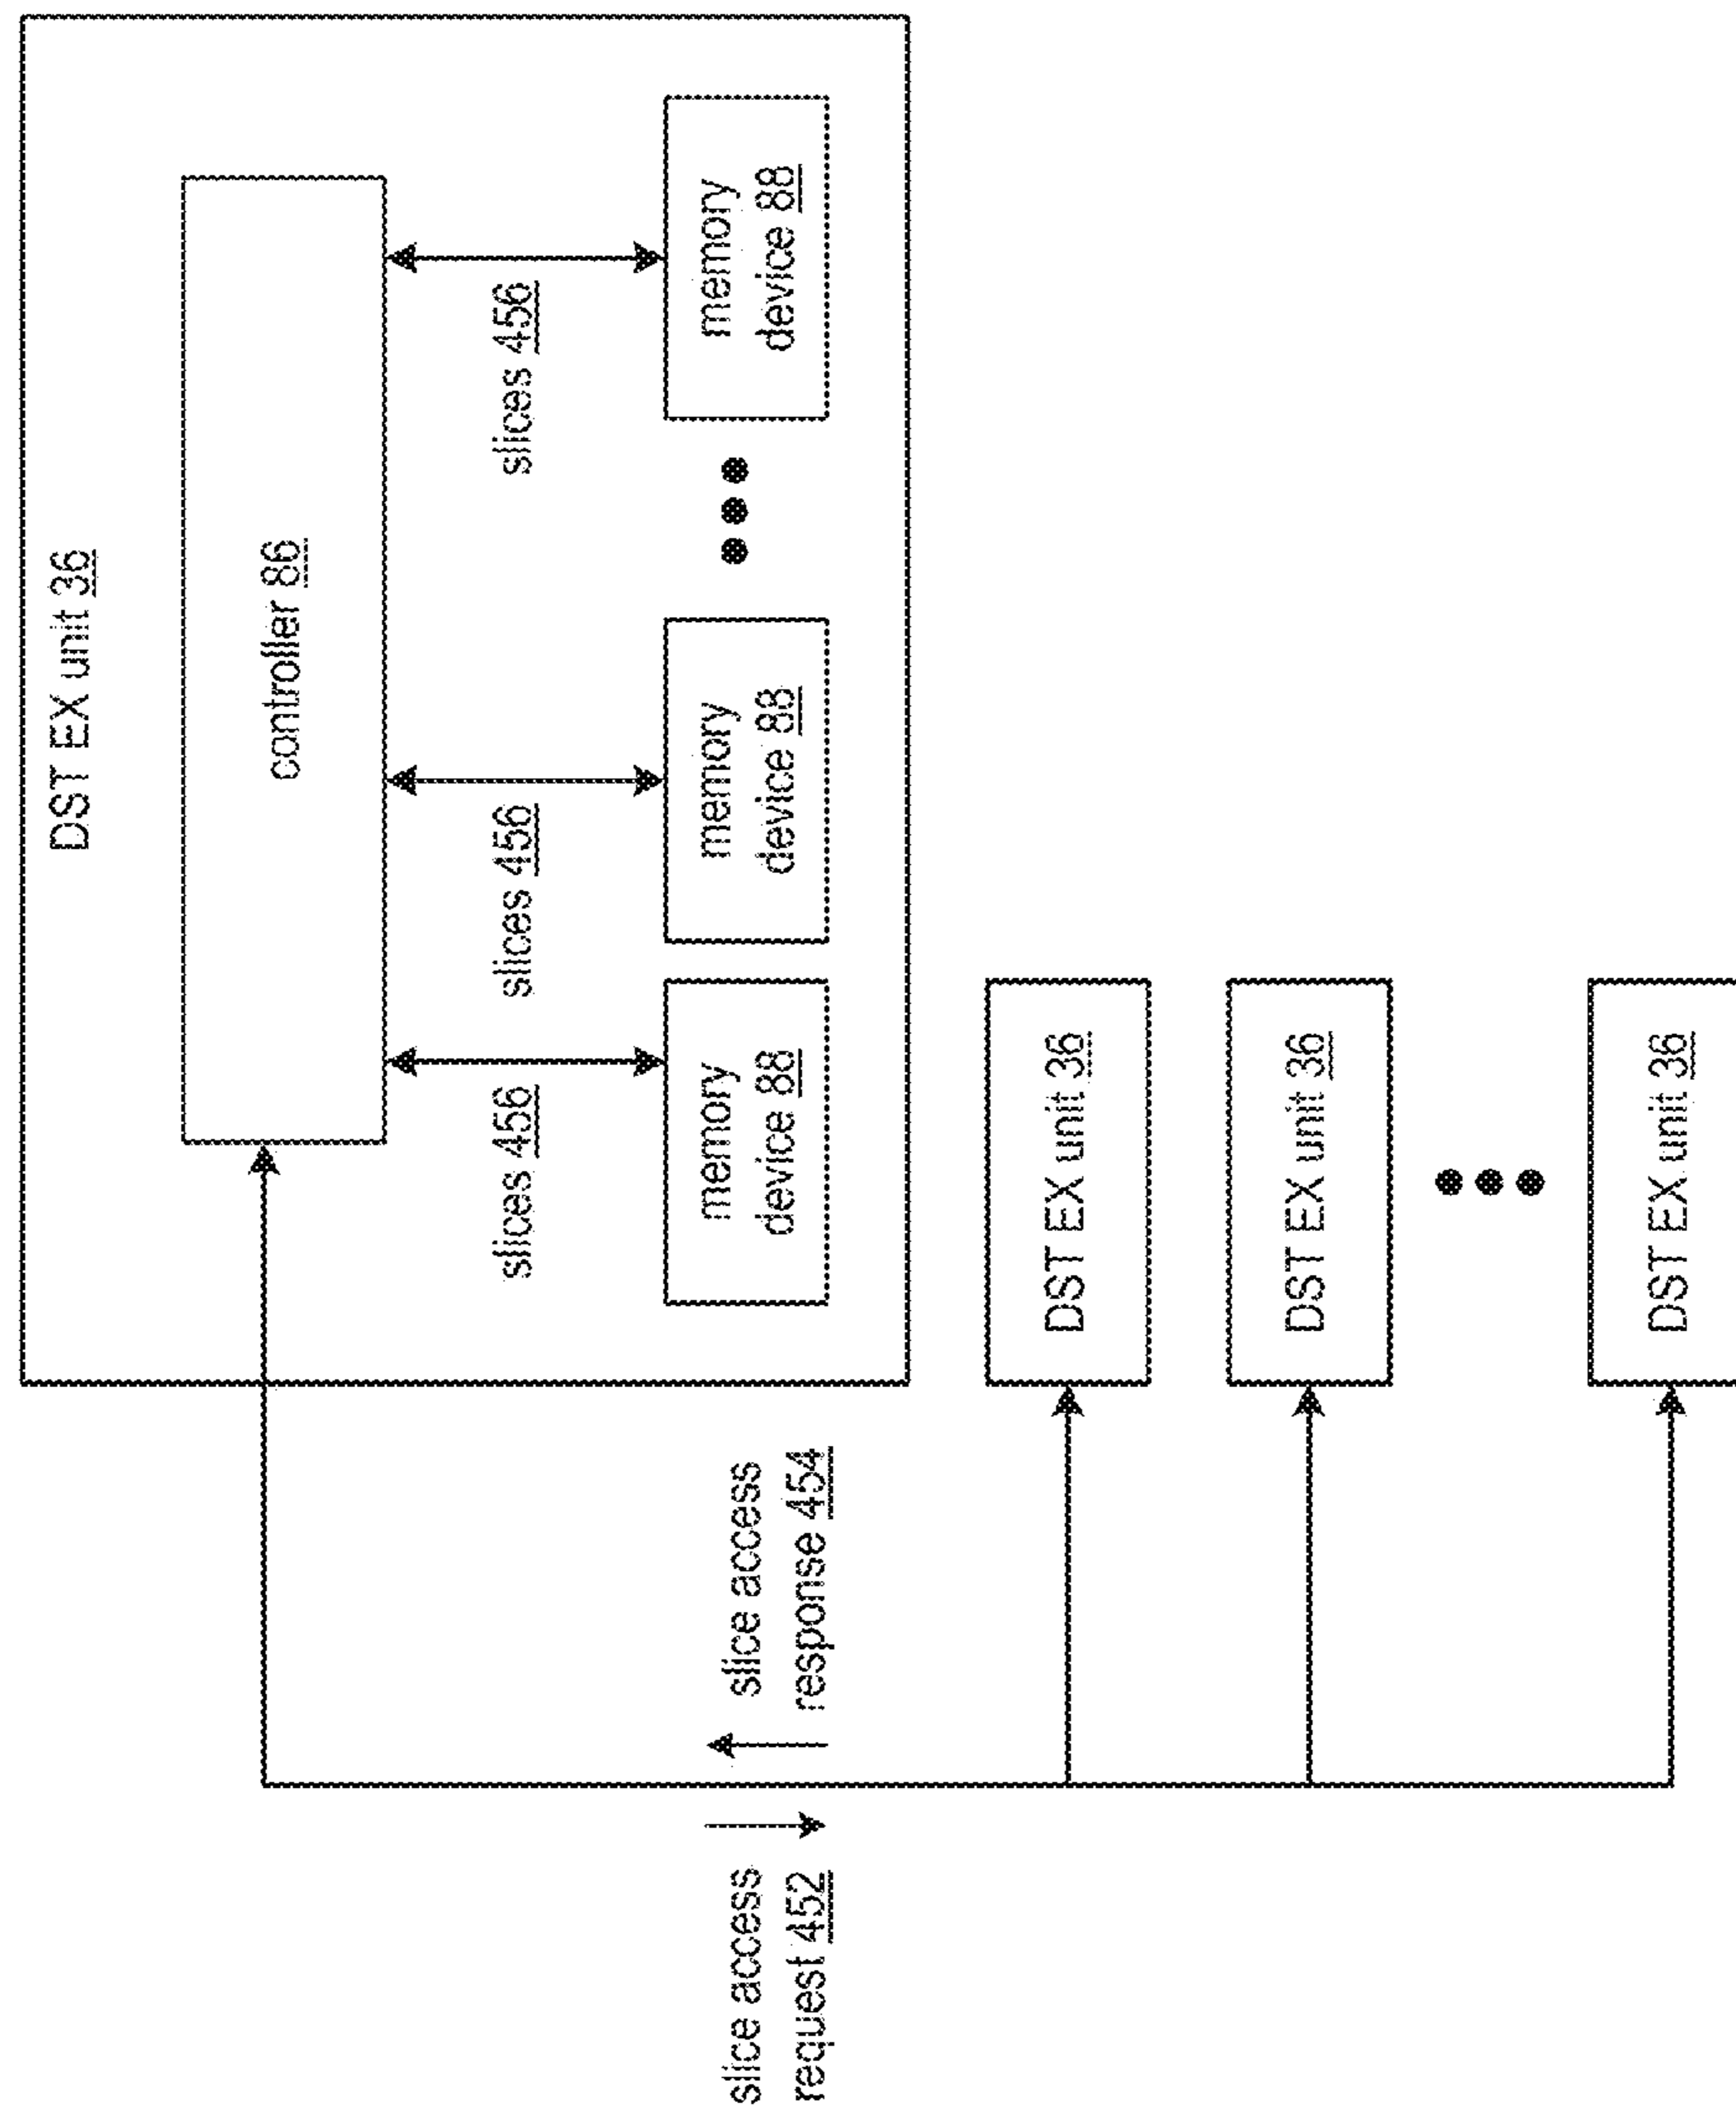 DST EX unit 36
controller 86
slices 456
slices 456
slices 456
memory
device 88
memory
device 88
memory
device 88
slice access
request 452
slice access
response 454
DST EX unit 36
DST EX unit 36
DST EX unit 36